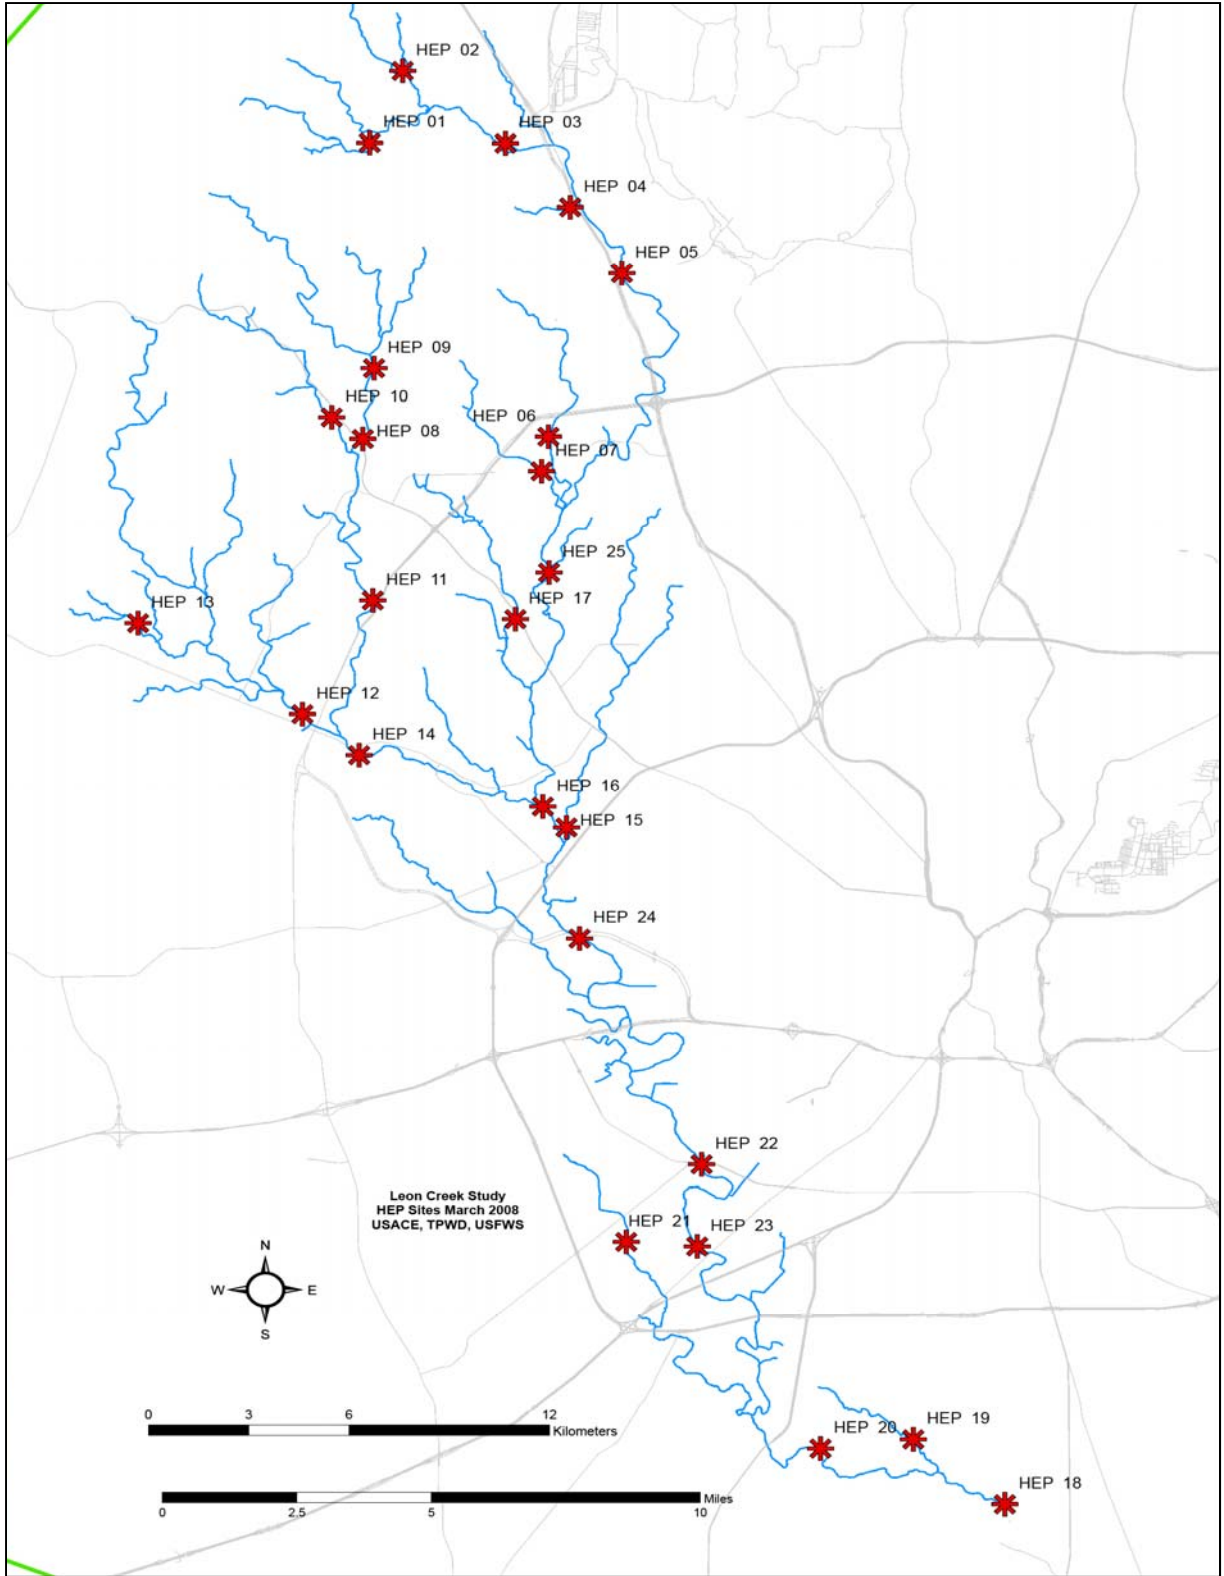 HEP 02
HEP 01
HEP 03
HEP 04
HEP 05
HEP 09
HEP 10
HEP 06
HEP 08
HEP 07
HEP 25
HEP 11
HEP 17
HEP 13
HEP 12
HEP 14
HEP 16
HEP 15
HEP 24
HEP 22
Leon Creek Study
HEP Sites March 2008
USACE, TPWD, USFWS
HEP 21
HEP 23
N
W E
S
0 3 6 12
Kilometers
HEP 20
HEP 19
HEP 18
Miles
0 2.5 5 10